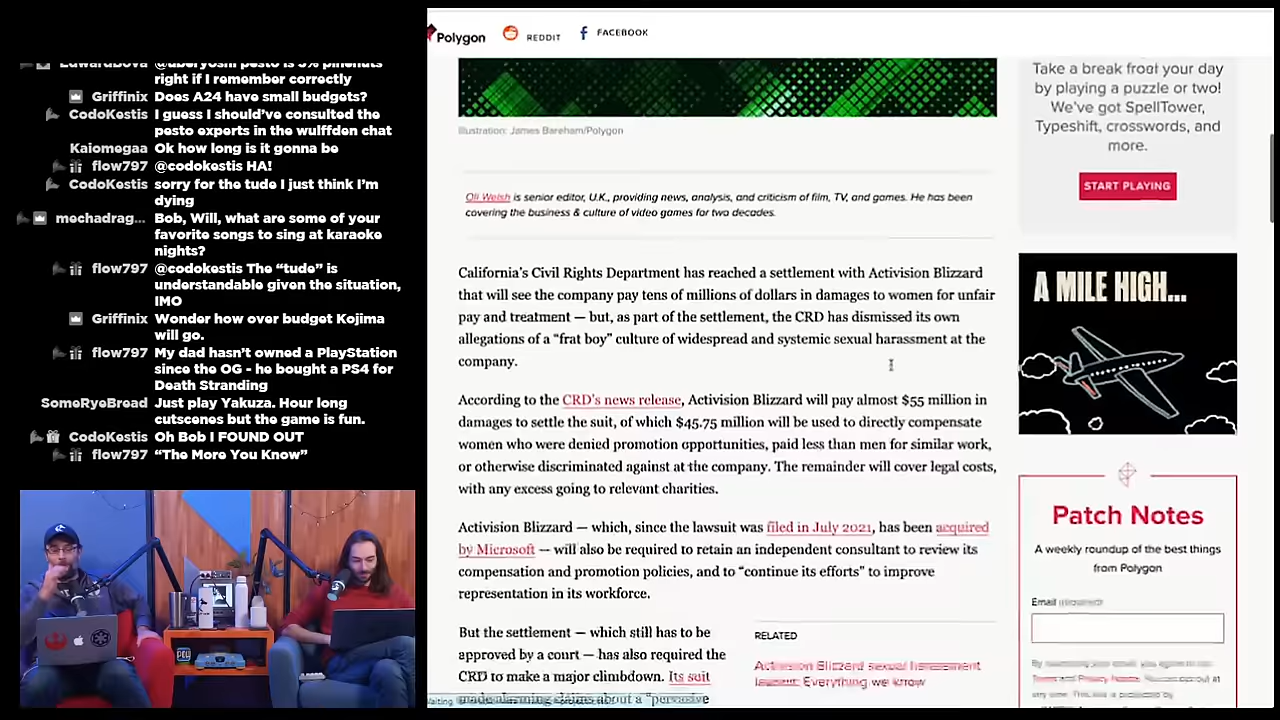 right if I remember correctly
Griffinix Does A24 have small budgets?
CodoKestis I guess I should've consulted the
pesto experts in the wulffden chat
Kaiomegaa Ok how long is it gonna be
flow797 @codokestis HA!
CodoKestis sorry for the tude I just think I'm
dying
mechadrag... Bob, Will, what are some of your
favorite songs to sing at karaoke
nights?
flow797 @codokestis The “tude” is
understandable given the situation,
IMO
Griffinix Wonder how over budget Kojima
will go.
flow797 My dad hasn't owned a PlayStation
since the OG - he bought a PS4 for
Death Stranding
SomeRyeBread Just play Yakuza. Hour long
cutscenes but the game is fun.
CodoKestis Oh Bob I FOUND OUT
flow797 “The More You Know”
Polygon REDDIT FACEBOOK
Illustration: James Bareham/Polygon
Oli Welsh is senior editor, U.K., providing news, analysis, and criticism of film, TV, and games. He has been
covering the business & culture of video games for two decades.
California's Civil Rights Department has reached a settlement with Activision Blizzard
that will see the company pay tens of millions of dollars in damages to women for unfair
pay and treatment — but, as part of the settlement, the CRD has dismissed its own
allegations of a “frat boy” culture of widespread and systemic sexual harassment at the
company.
According to the CRD's news release, Activision Blizzard will pay almost $55 million in
damages to settle the suit, of which $45.75 million will be used to directly compensate
women who were denied promotion opportunities, paid less than men for similar work,
or otherwise discriminated against at the company. The remainder will cover legal costs,
with any excess going to relevant charities.
Activision Blizzard — which, since the lawsuit was filed in July 2021, has been acquired
by Microsoft — will also be required to retain an independent consultant to review its
compensation and promotion policies, and to “continue its efforts” to improve
representation in its workforce.
But the settlement — which still has to be
approved by a court — has also required the
CRD to make a major climbdown. Its suit
made alarming claims about a “pervasive
RELATED
Activision Blizzard sexual harassment
lawsuit: Everything we know
Take a break from your day
by playing a puzzle or two!
We've got SpellTower,
Typeshift, crosswords, and
more.
START PLAYING
A MILE HIGH...
Patch Notes
A weekly roundup of the best things
from Polygon
Email (required)